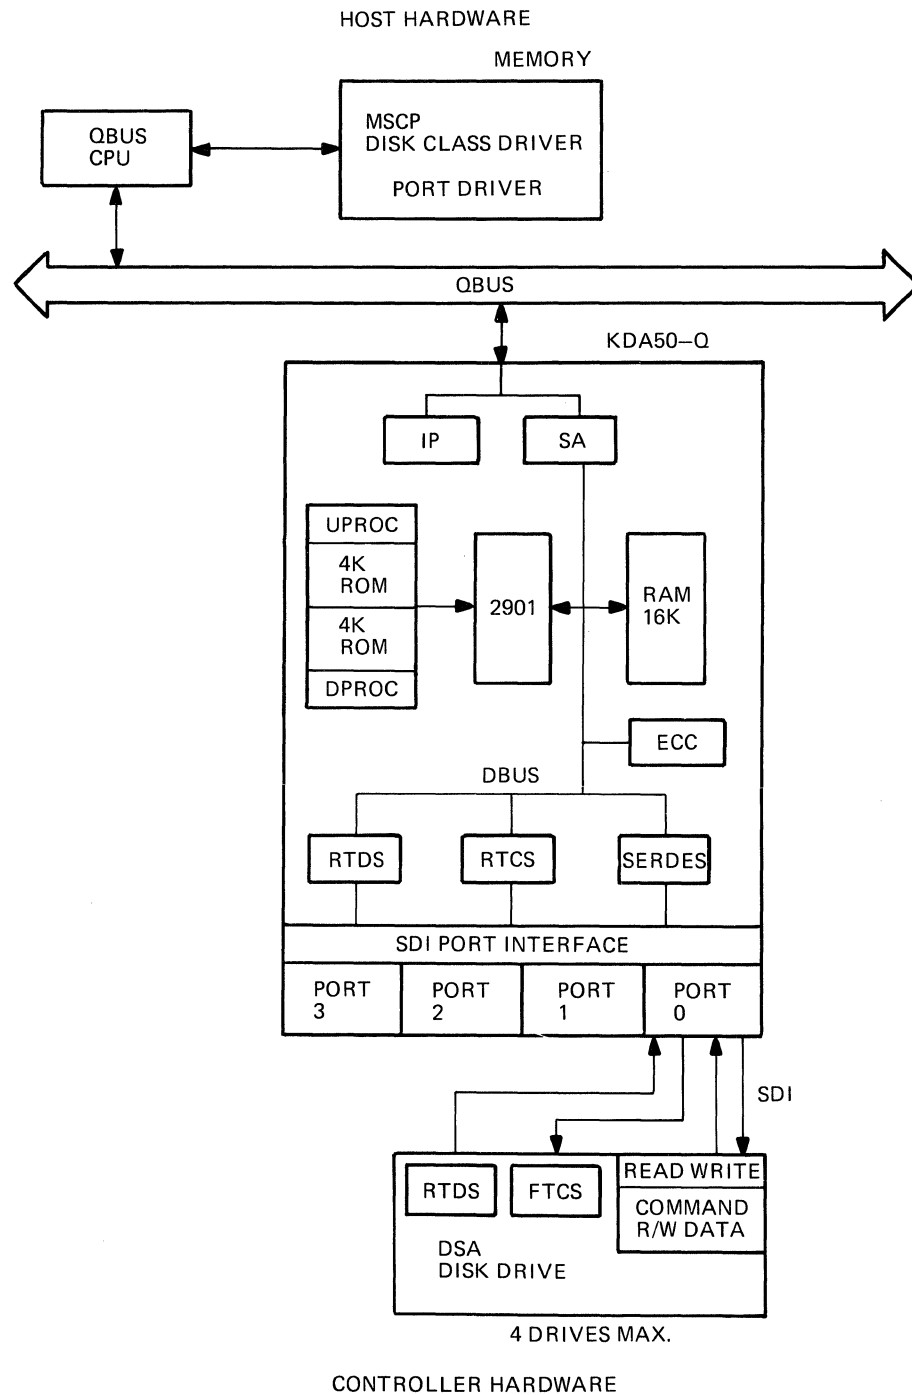 HOST HARDWARE
MEMORY
MSCP
DISK CLASS DRIVER
PORT DRIVER
QBUS
CPU
QBUS
KDA50–Q
IP
SA
UPROC
4K
ROM
4K
ROM
DPROC
2901
RAM
16K
ECC
DBUS
RTDS
RTCS
SERDES
SDI PORT INTERFACE
PORT
3
PORT
2
PORT
1
PORT
0
SDI
RTDS
FTCS
READ WRITE
COMMAND
R/W DATA
DSA
DISK DRIVE
4 DRIVES MAX.
CONTROLLER HARDWARE